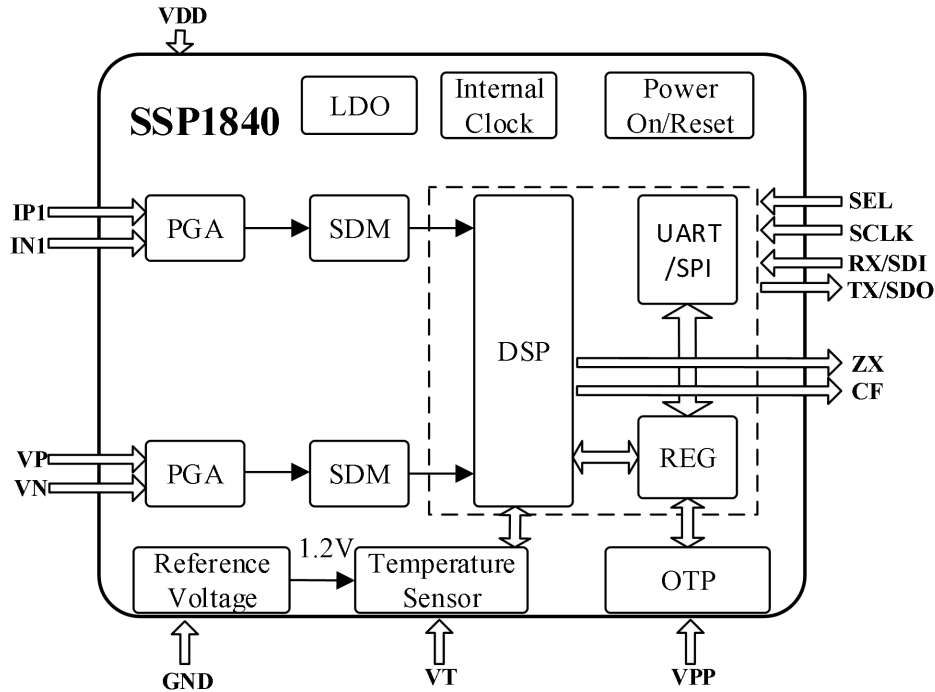 VDD
SSP1840
LDO
Internal
Clock
Power
On/Reset
IP1
IN1
PGA
SDM
DSP
UART
/SPI
SEL
SCLK
RX/SDI
TX/SDO
ZX
CF
VP
VN
PGA
SDM
REG
Reference
Voltage
1.2V
Temperature
Sensor
OTP
GND
VT
VPP